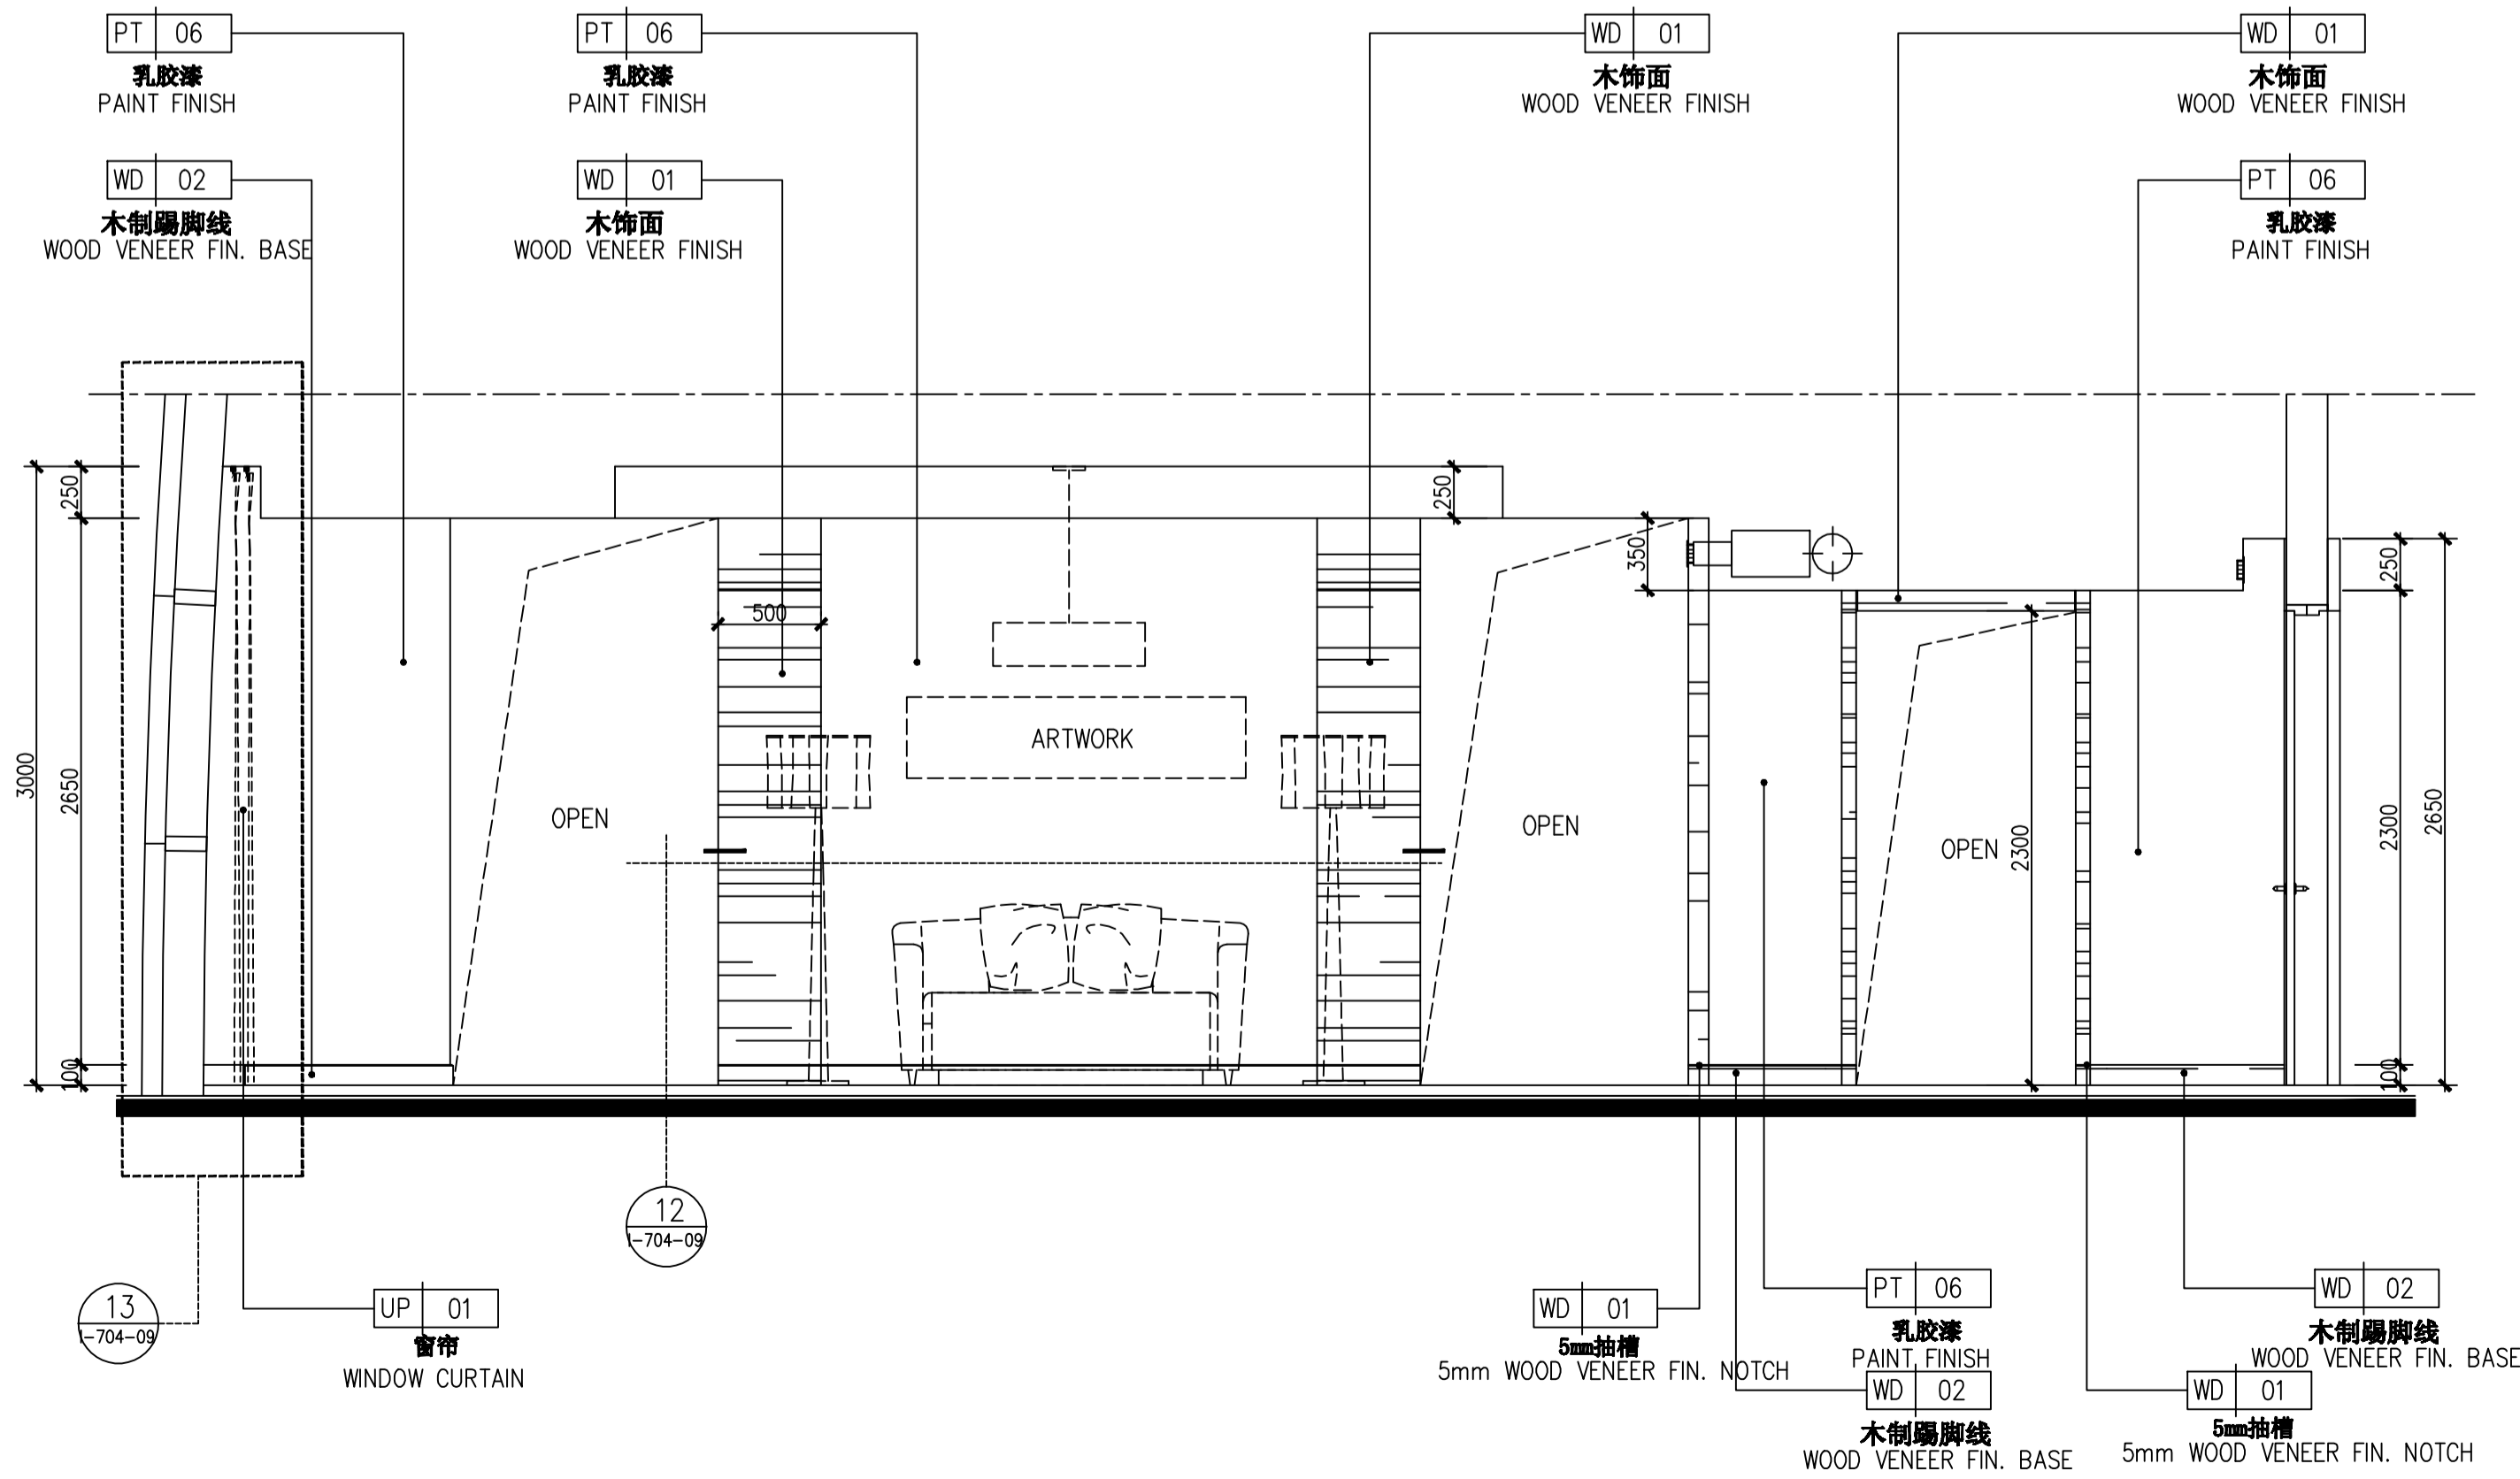 PT 06
乳胶漆
PAINT FINISH
PT 06
乳胶漆
PAINT FINISH
WD 01
木饰面
WOOD VENEER FINISH
WD 01
木饰面
WOOD VENEER FINISH
WD 02
木制踢脚线
WOOD VENEER FIN. BASE
WD 01
木饰面
WOOD VENEER FINISH
PT 06
乳胶漆
PAINT FINISH
3000
250
2650
100
500
250
350
ARTWORK
OPEN
OPEN
OPEN
2300
250
2300
100
2650
12
I-704-09
13
I-704-09
UP 01
窗帘
WINDOW CURTAIN
WD 01
5mm抽槽
5mm WOOD VENEER FIN. NOTCH
PT 06
乳胶漆
PAINT FINISH
WD 02
木制踢脚线
WOOD VENEER FIN. BASE
WD 02
木制踢脚线
WOOD VENEER FIN. BASE
WD 01
5mm抽槽
5mm WOOD VENEER FIN. NOTCH